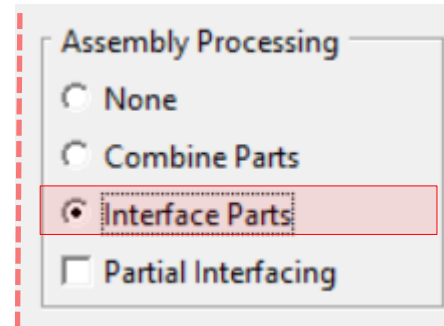 Assembly Processing
None
Combine Parts
Interface Parts
Partial Interfacing